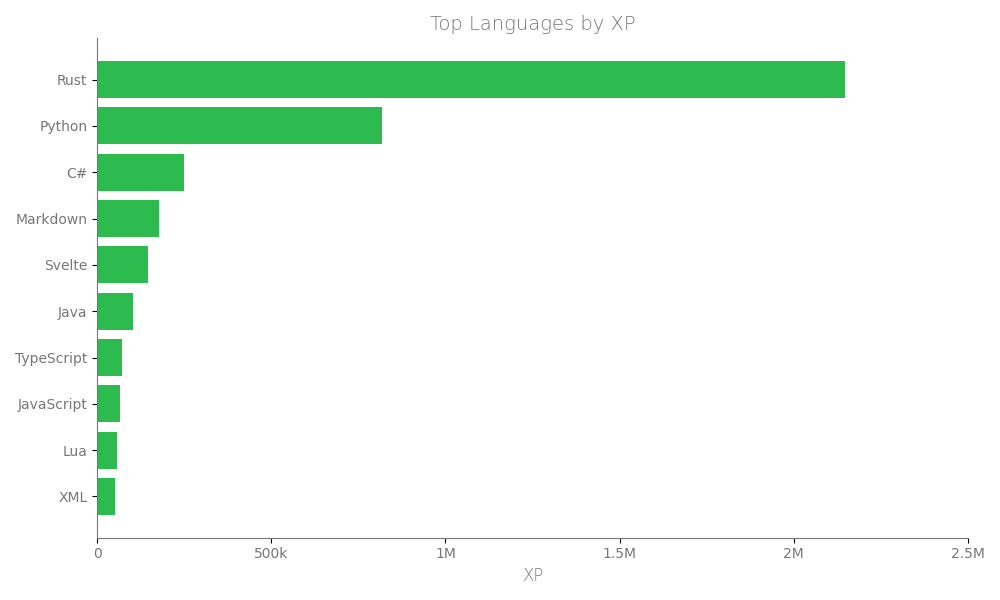 Top Languages by XP
Rust
Python
C#
Markdown
Svelte
Java
TypeScript
JavaScript
Lua
XML
0 500k 1M 1.5M 2M 2.5M
XP